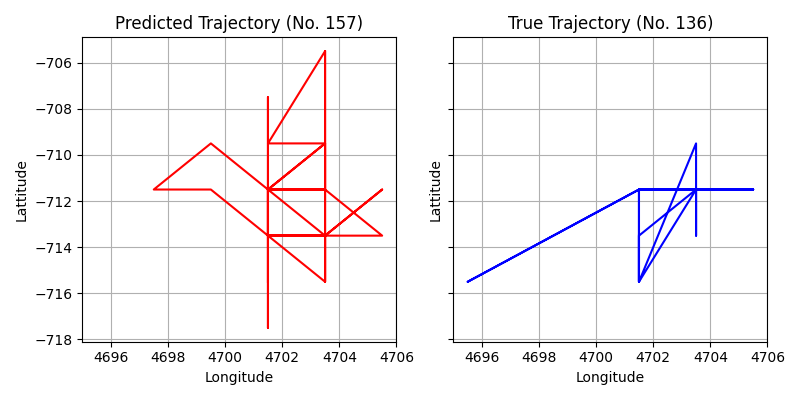 Predicted Trajectory (No. 157)
True Trajectory (No. 136)
−706
−708
−710
−712
−714
−716
−718
Lattitude
Lattitude
4696 4698 4700 4702 4704 4706
4696 4698 4700 4702 4704 4706
Longitude
Longitude